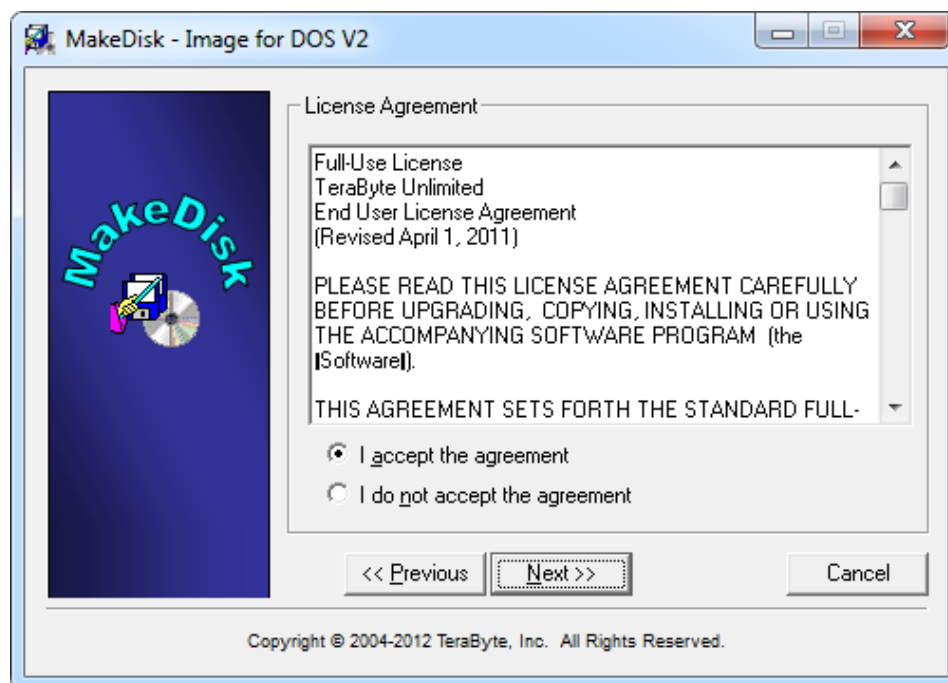 MakeDisk - Image for DOS V2
MakeDisk
License Agreement
Full-Use License
TeraByte Unlimited
End User License Agreement
(Revised April 1, 2011)
PLEASE READ THIS LICENSE AGREEMENT CAREFULLY
BEFORE UPGRADING,  COPYING, INSTALLING OR USING
THE ACCOMPANYING SOFTWARE PROGRAM  (the
|Software|).
THIS AGREEMENT SETS FORTH THE STANDARD FULL-
I accept the agreement
I do not accept the agreement
<< Previous
Next >>
Cancel
Copyright © 2004-2012 TeraByte, Inc.  All Rights Reserved.